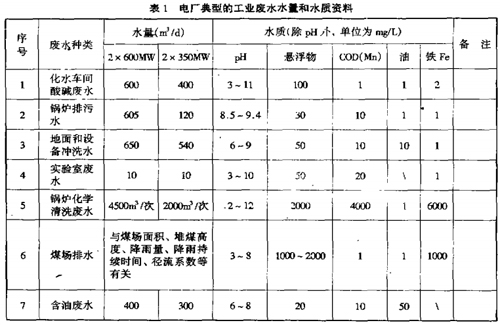 表1 电厂典型的工业废水水量和水质资料
序号 废水种类 水量(m³/d) 水质(除pH外、单位为mg/L) 备注
2×600MW 2×350MW pH 悬浮物 COD(Mn) 油 铁Fe
1 化水车间酸碱废水 600 400 3~11 100 1 1 2
2 锅炉排污水 605 120 8.5~9.4 30 10 1 1
3 地面和设备冲洗水 650 540 6~9 50 10 10 1
4 实验室废水 10 10 3~10 50 20 \ 1
5 锅炉化学清洗废水 4500m³/次 2000m³/次 2~12 2000 4000 1 6000
6 煤场排水 与煤场面积、堆煤高度、降雨量、降雨持续时间、径流系数等有关 3~8 1000~2000 1 1 1000
7 含油废水 400 300 6~8 20 10 50 \